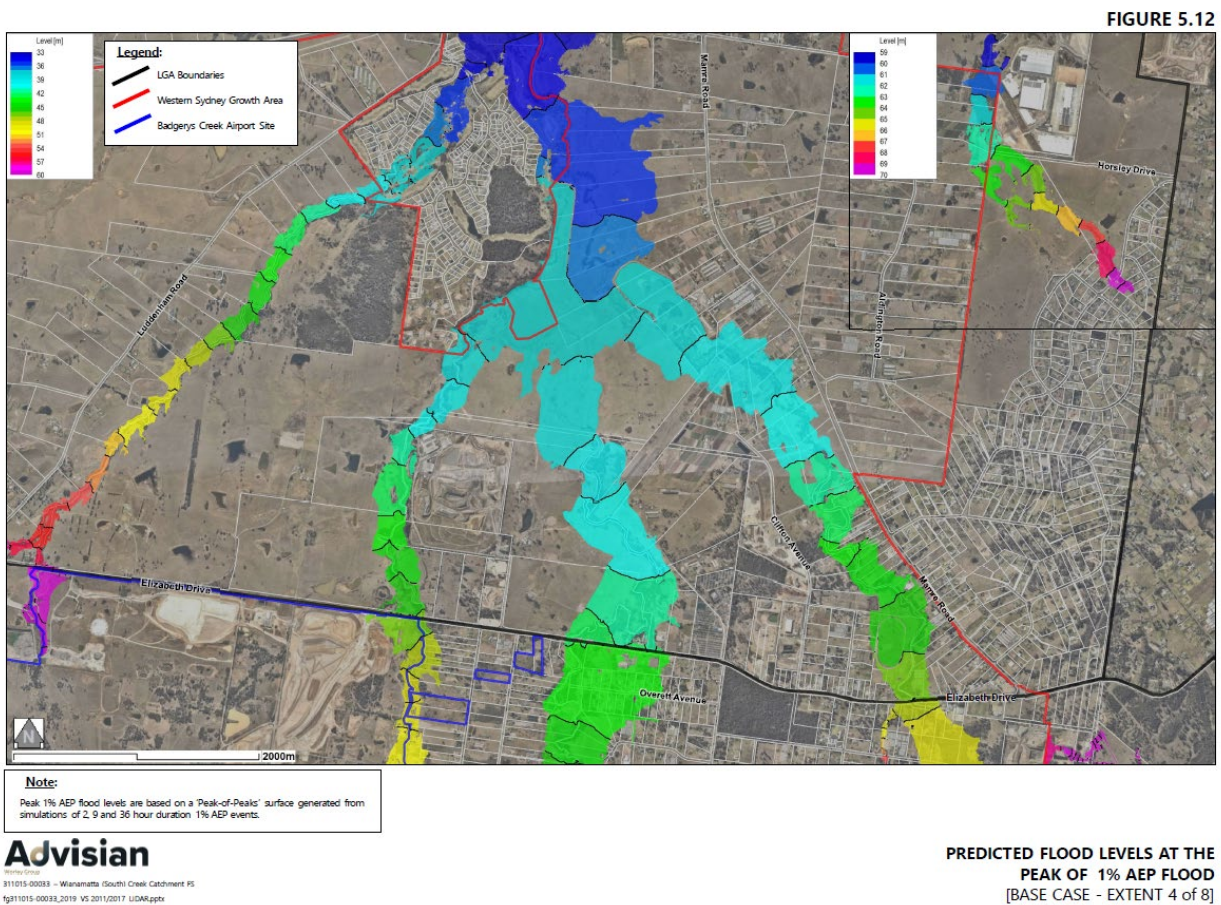 FIGURE 5.12
Level [m]
33
36
39
42
45
48
51
54
57
60
Legend:
LGA Boundaries
Western Sydney Growth Area
Badgerys Creek Airport Site
Level [m]
59
60
61
62
63
64
65
66
67
68
69
70
Mamre Road
Horsley Drive
Luddenham Road
Aldington Road
Clifton Avenue
Mamre Road
Elizabeth Drive
Overett Avenue
Elizabeth Drive
N
2000m
Note:
Peak 1% AEP flood levels are based on a 'Peak-of-Peaks' surface generated from
simulations of 2, 9 and 36 hour duration 1% AEP events.
Advisian
Worley Group
311015-00033 – Wianamatta (South) Creek Catchment FS
fg311015-00033_2019 VS 2011/2017 LiDAR.pptx
PREDICTED FLOOD LEVELS AT THE
PEAK OF 1% AEP FLOOD
[BASE CASE - EXTENT 4 of 8]